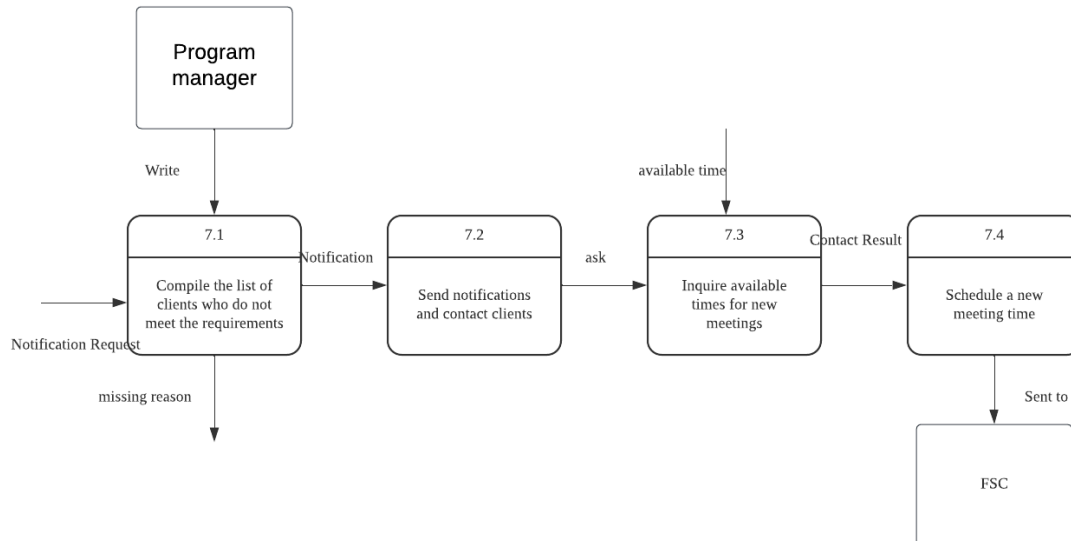 Program
manager
Write
available time
7.1
7.2
7.3
7.4
Notification
ask
Contact Result
Compile the list of
clients who do not
meet the requirements
Send notifications
and contact clients
Inquire available
times for new
meetings
Schedule a new
meeting time
Notification Request
missing reason
Sent to
FSC